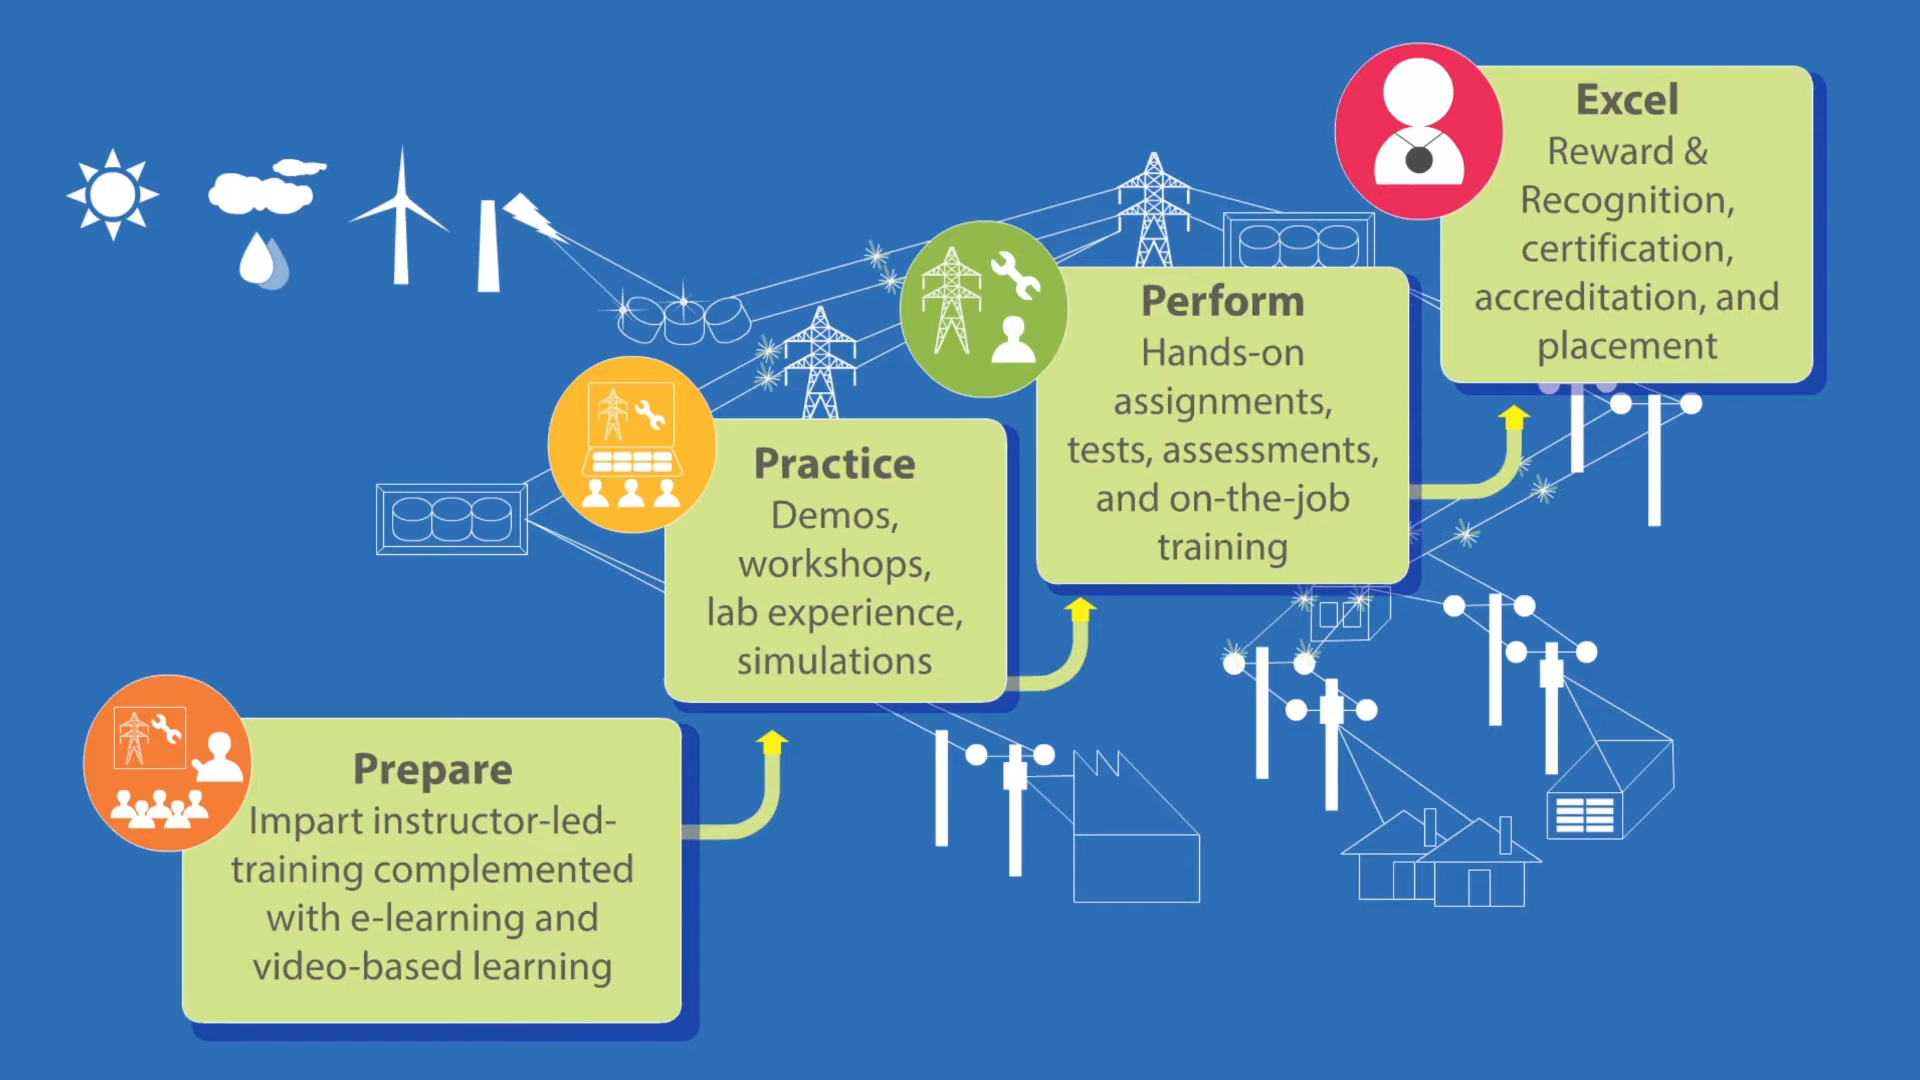 Excel
Reward &
Recognition,
certification,
accreditation, and
placement
Perform
Hands-on
assignments,
tests, assessments,
and on-the-job
training
Practice
Demos,
workshops,
lab experience,
simulations
Prepare
Impart instructor-led-
training complemented
with e-learning and
video-based learning